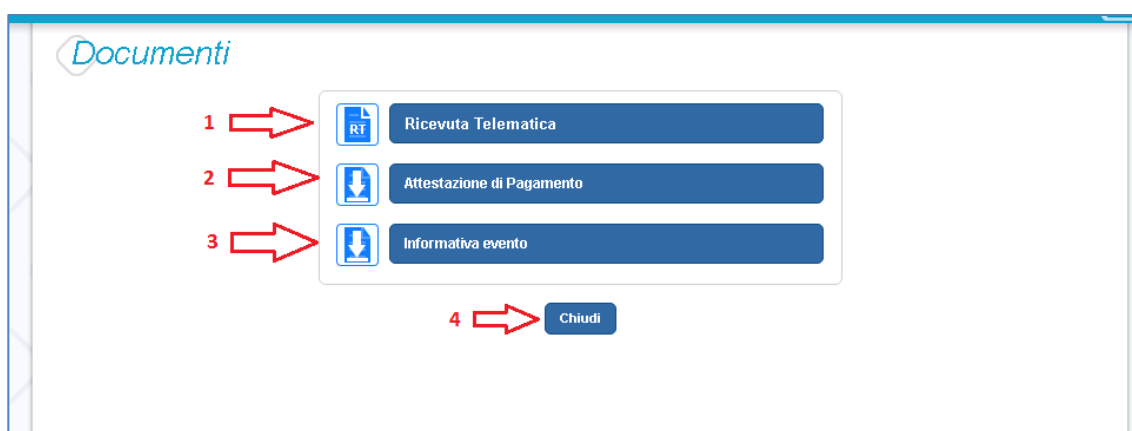 Documenti
1 RT Ricevuta Telematica
2 Attestazione di Pagamento
3 Informativa evento
4 Chiudi